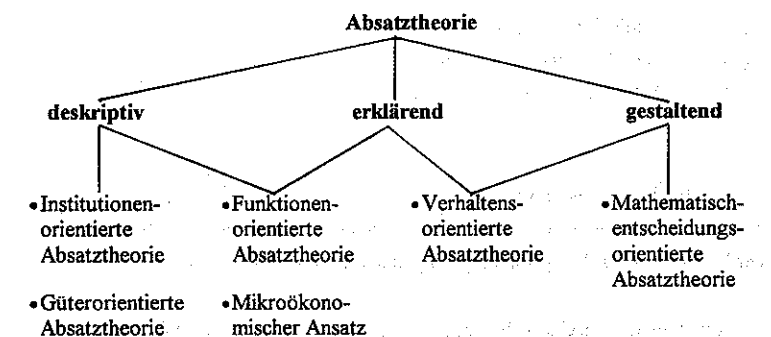 Absatztheorie
deskriptiv erklärend gestaltend
•Institutionen- •Funktionen- •Verhaltens- •Mathematisch-
orientierte orientierte orientierte entscheidungs-
Absatztheorie Absatztheorie Absatztheorie orientierte
Absatztheorie
•Güterorientierte •Mikroökono-
Absatztheorie mischer Ansatz